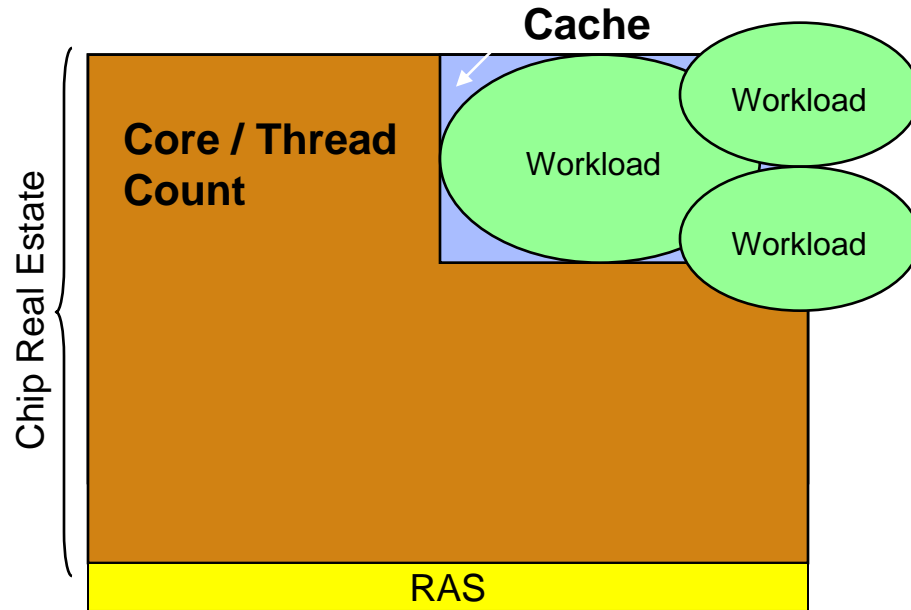 Cache
Workload
Core / Thread
Count
Workload
Workload
Chip Real Estate
RAS